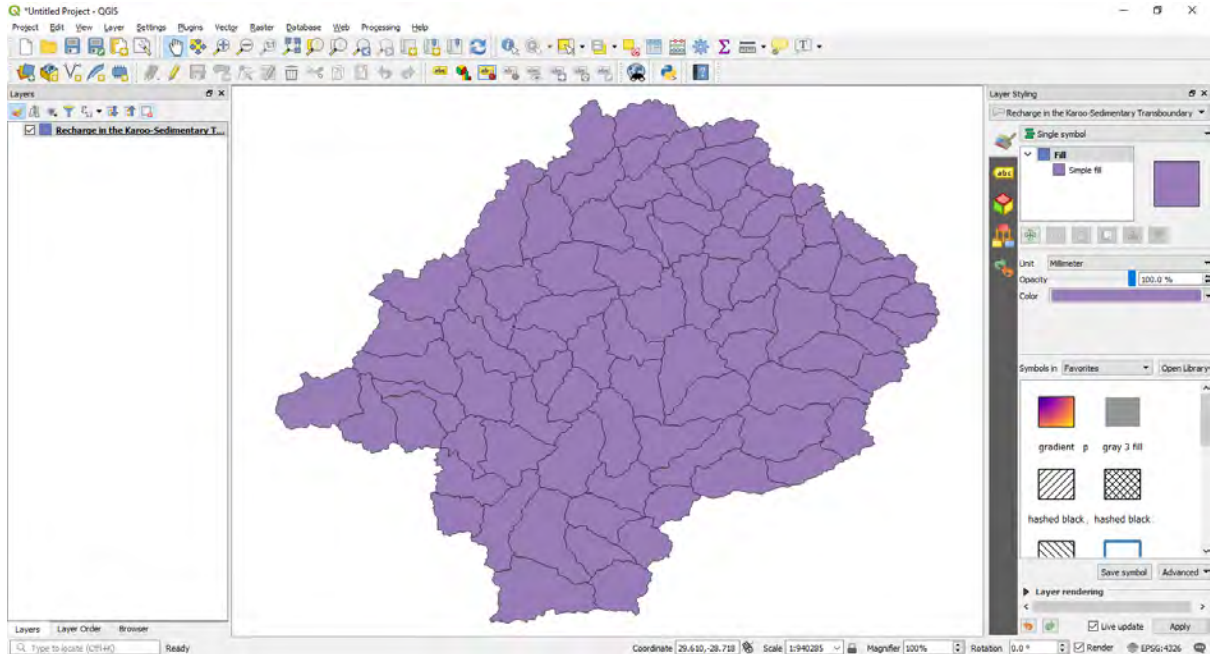 *Untitled Project - QGIS
Project Edit View Layer Settings Plugins Vector Raster Database Web Processing Help
Layers
Recharge in the Karoo-Sedimentary T...
Layer Styling
Recharge in the Karoo-Sedimentary Transboundary
Single symbol
Fill
Simple fill
abc
Unit Millimeter
Opacity 100.0 %
Color
Symbols in Favorites Open Library
gradient p gray 3 fill
hashed black , hashed black
Save symbol Advanced
Layer rendering
Live update Apply
Layers Layer Order Browser
Type to locate (Ctrl+K) Ready Coordinate 29.610,-28.718 Scale 1:940285 Magnifier 100% Rotation 0.0 ° Render EPSG:4326